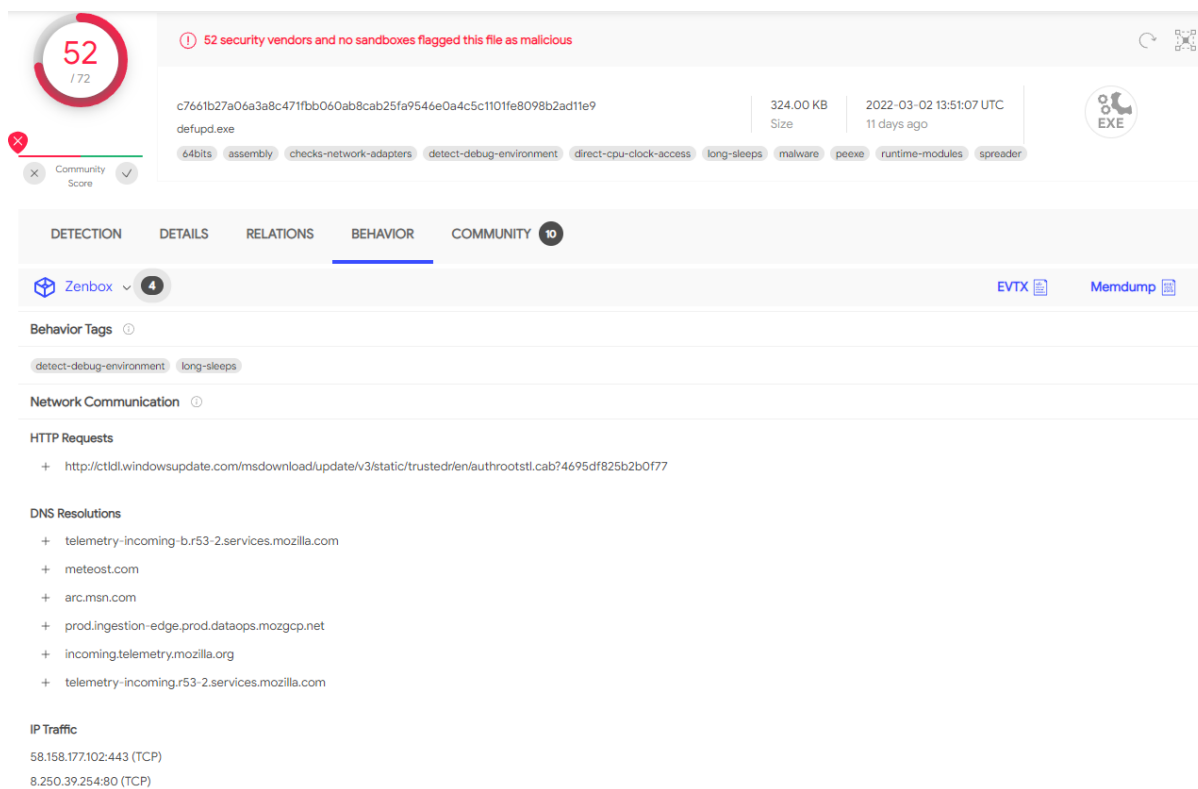 52
/ 72
52 security vendors and no sandboxes flagged this file as malicious
c7661b27a06a3a8c471fbb060ab8cab25fa9546e0a4c5c1101fe8098b2ad11e9
defupd.exe
324.00 KB
Size
2022-03-02 13:51:07 UTC
11 days ago
EXE
64bits assembly checks-network-adapters detect-debug-environment direct-cpu-clock-access long-sleeps malware peexe runtime-modules spreader
Community
Score
DETECTION DETAILS RELATIONS BEHAVIOR COMMUNITY 10
Zenbox 4 EVTX Memdump
Behavior Tags
detect-debug-environment long-sleeps
Network Communication
HTTP Requests
+ http://ctldl.windowsupdate.com/msdownload/update/v3/static/trustedr/en/authrootstl.cab?4695df825b2b0f77
DNS Resolutions
+ telemetry-incoming-b.r53-2.services.mozilla.com
+ meteost.com
+ arc.msn.com
+ prod.ingestion-edge.prod.dataops.mozgcp.net
+ incoming.telemetry.mozilla.org
+ telemetry-incoming.r53-2.services.mozilla.com
IP Traffic
58.158.177.102:443 (TCP)
8.250.39.254:80 (TCP)